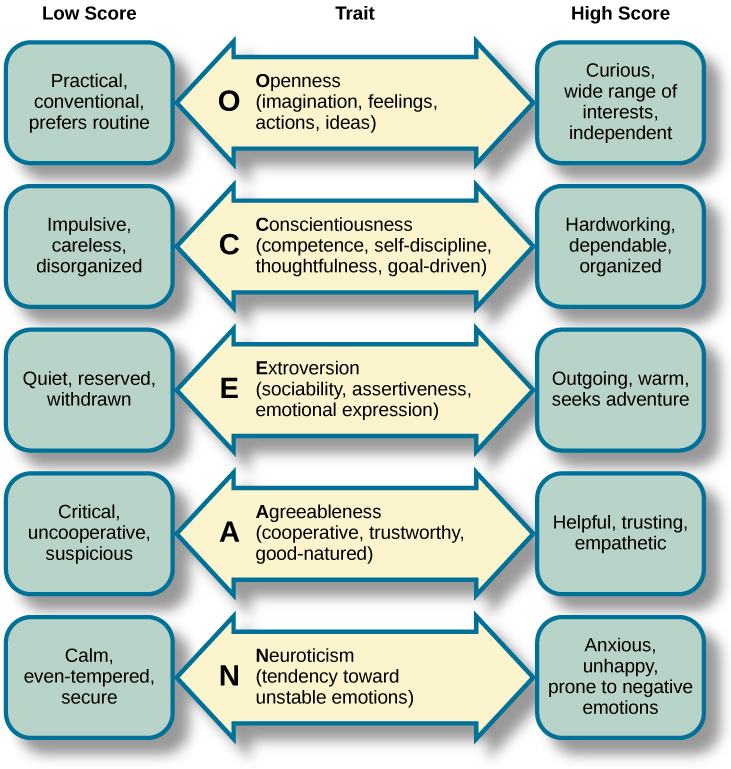 Low Score
Trait
High Score
Practical,
conventional,
prefers routine
O
Openness
(imagination, feelings,
actions, ideas)
Curious,
wide range of
interests,
independent
Impulsive,
careless,
disorganized
C
Conscientiousness
(competence, self-discipline,
thoughtfulness, goal-driven)
Hardworking,
dependable,
organized
Quiet, reserved,
withdrawn
E
Extroversion
(sociability, assertiveness,
emotional expression)
Outgoing, warm,
seeks adventure
Critical,
uncooperative,
suspicious
A
Agreeableness
(cooperative, trustworthy,
good-natured)
Helpful, trusting,
empathetic
Calm,
even-tempered,
secure
N
Neuroticism
(tendency toward
unstable emotions)
Anxious,
unhappy,
prone to negative
emotions